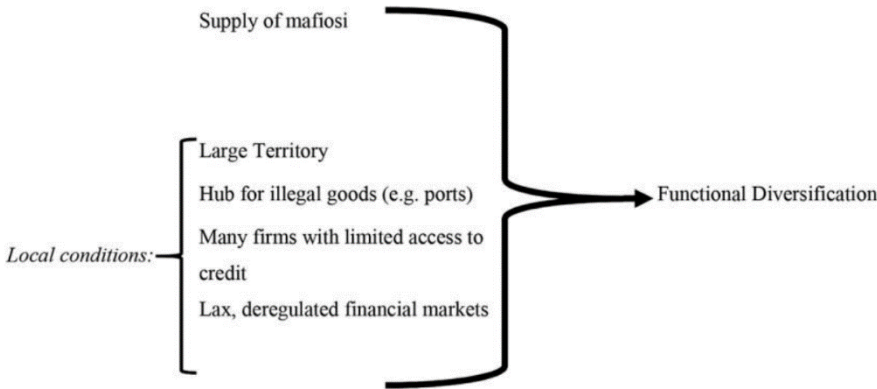 Supply of mafiosi
Large Territory
Hub for illegal goods (e.g. ports)
Functional Diversification
Many firms with limited access to
Local conditions:
credit
Lax, deregulated financial markets